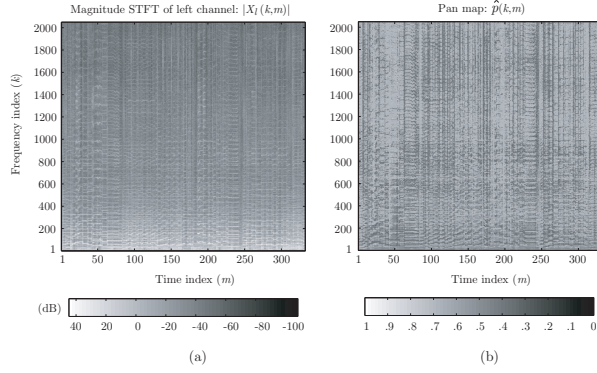 Magnitude STFT of left channel: |X_l(k,m)|
Frequency index (k)
2000
1800
1600
1400
1200
1000
800
600
400
200
1
1 50 100 150 200 250 300
Time index (m)
(dB)
40 20 0 -20 -40 -60 -80 -100
(a)
Pan map: p̂(k,m)
2000
1800
1600
1400
1200
1000
800
600
400
200
1
1 50 100 150 200 250 300
Time index (m)
1 .9 .8 .7 .6 .5 .4 .3 .2 .1 0
(b)